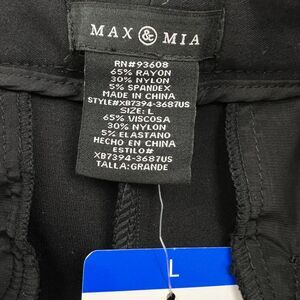 MAX & MIA
RN#93608
65% RAYON
30% NYLON
5% SPANDEX
MADE IN CHINA
STYLE#XB7394-3687US
SIZE: L
65% VISCOSA
30% NYLON
5% ELASTANO
HECHO EN CHINA
ESTILO#
XB7394-3687US
TALLA:GRANDE
L